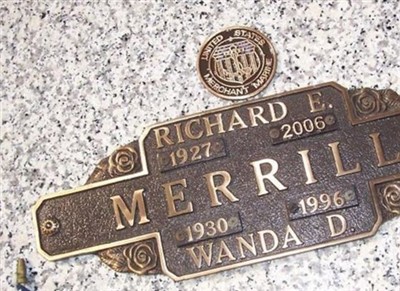 UNITED STATES
MERCHANT MARINE
RICHARD E.
1927 2006
MERRILL
1930 1996
WANDA D.